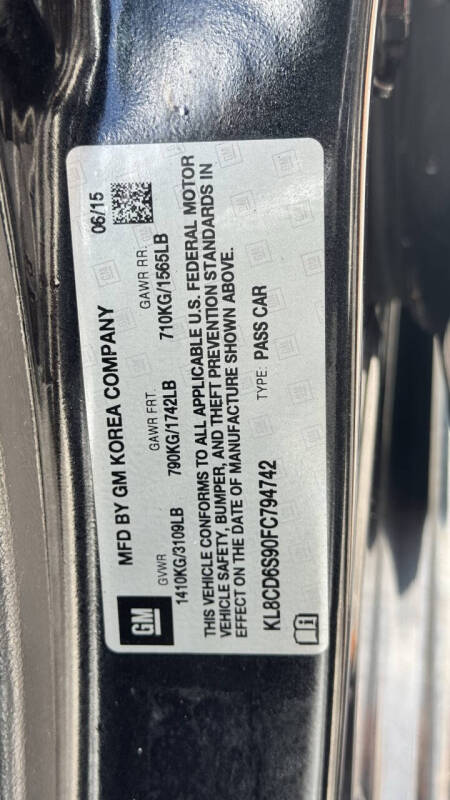 GM
MFD BY GM KOREA COMPANY
06/15
GVWR
GAWR FRT
GAWR RR.
1410KG/3109LB
790KG/1742LB
710KG/1565LB
THIS VEHICLE CONFORMS TO ALL APPLICABLE U.S. FEDERAL MOTOR
VEHICLE SAFETY, BUMPER, AND THEFT PREVENTION STANDARDS IN
EFFECT ON THE DATE OF MANUFACTURE SHOWN ABOVE.
KL8CD6S90FC794742
TYPE: PASS CAR